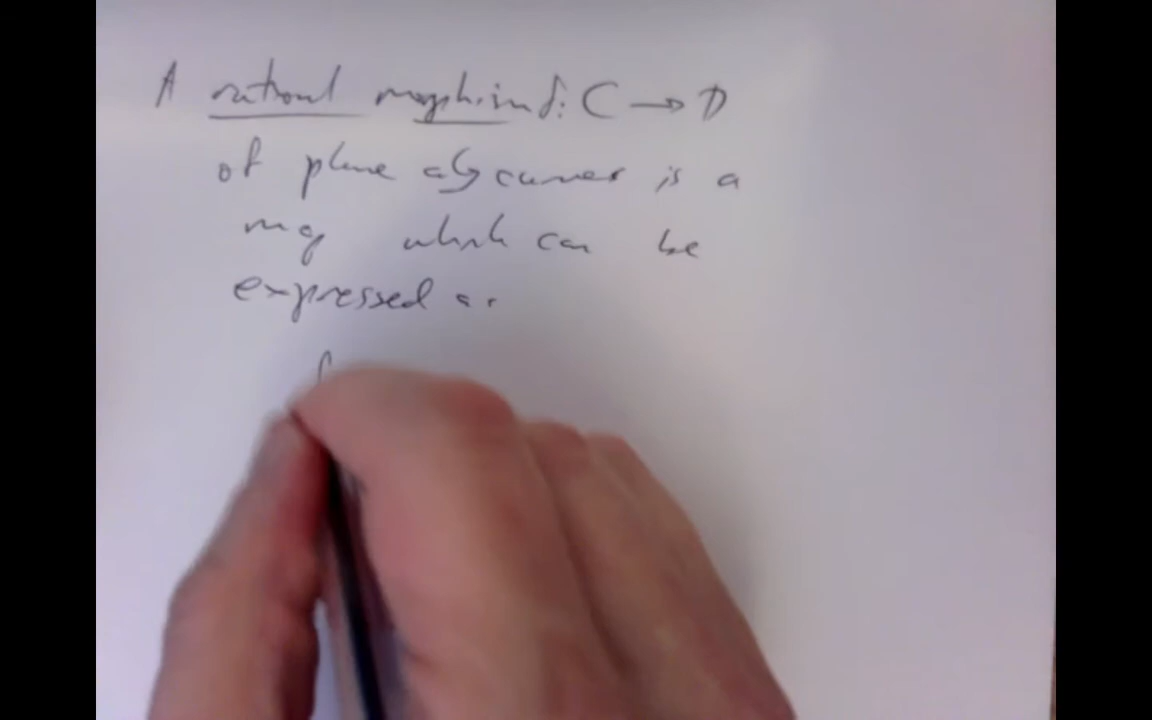 A rational morphism f: C → D
of plane alg curves is a
map which can be
expressed as
f